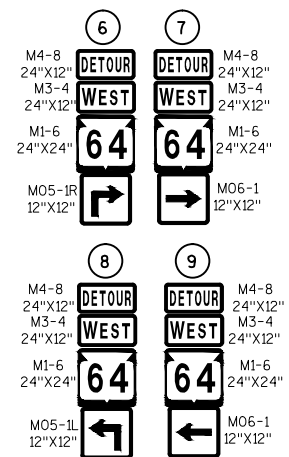 6 7
M4-8 DETOUR DETOUR M4-8
24"X12" 24"X12"
M3-4 WEST WEST M3-4
24"X12" 24"X12"
M1-6 64 64 M1-6
24"X24" 24"X24"
MO5-1R MO6-1
12"X12" 12"X12"
8 9
M4-8 DETOUR DETOUR M4-8
24"X12" 24"X12"
M3-4 WEST WEST M3-4
24"X12" 24"X12"
M1-6 64 64 M1-6
24"X24" 24"X24"
MO5-1L MO6-1
12"X12" 12"X12"